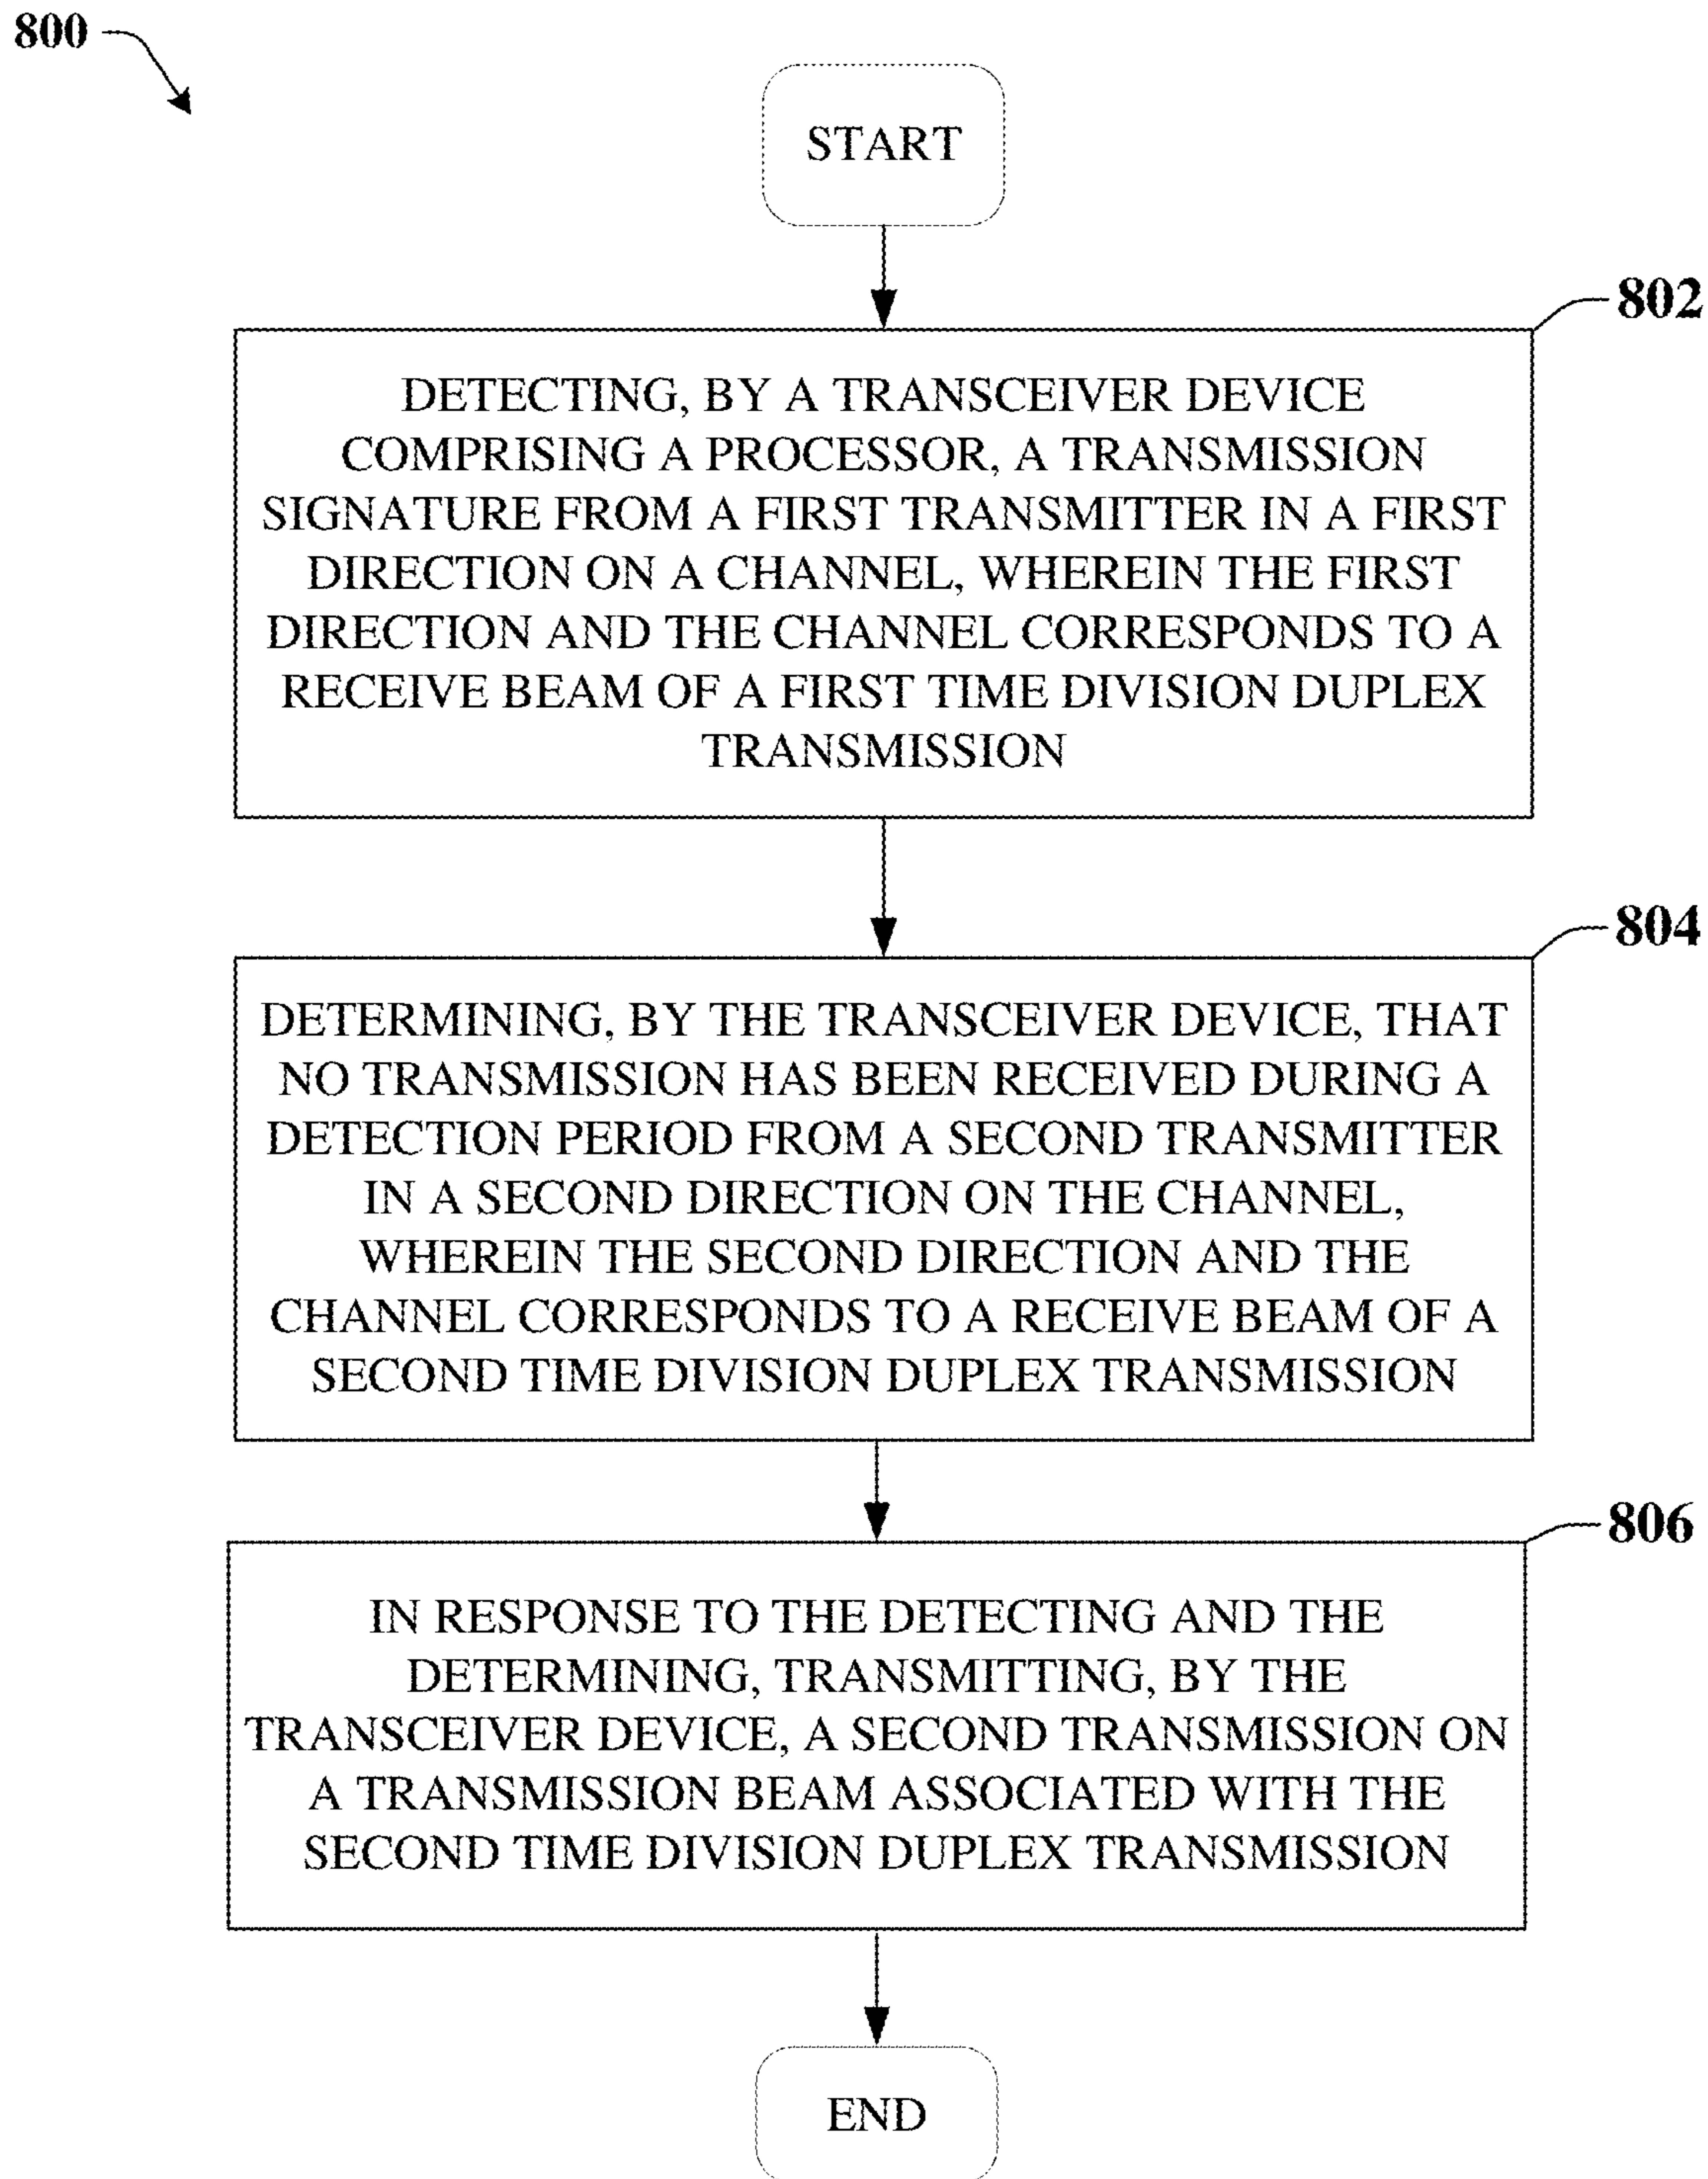 800
START
802
DETECTING, BY A TRANSCEIVER DEVICE
COMPRISING A PROCESSOR, A TRANSMISSION
SIGNATURE FROM A FIRST TRANSMITTER IN A FIRST
DIRECTION ON A CHANNEL, WHEREIN THE FIRST
DIRECTION AND THE CHANNEL CORRESPONDS TO A
RECEIVE BEAM OF A FIRST TIME DIVISION DUPLEX
TRANSMISSION
804
DETERMINING, BY THE TRANSCEIVER DEVICE, THAT
NO TRANSMISSION HAS BEEN RECEIVED DURING A
DETECTION PERIOD FROM A SECOND TRANSMITTER
IN A SECOND DIRECTION ON THE CHANNEL,
WHEREIN THE SECOND DIRECTION AND THE
CHANNEL CORRESPONDS TO A RECEIVE BEAM OF A
SECOND TIME DIVISION DUPLEX TRANSMISSION
806
IN RESPONSE TO THE DETECTING AND THE
DETERMINING, TRANSMITTING, BY THE
TRANSCEIVER DEVICE, A SECOND TRANSMISSION ON
A TRANSMISSION BEAM ASSOCIATED WITH THE
SECOND TIME DIVISION DUPLEX TRANSMISSION
END